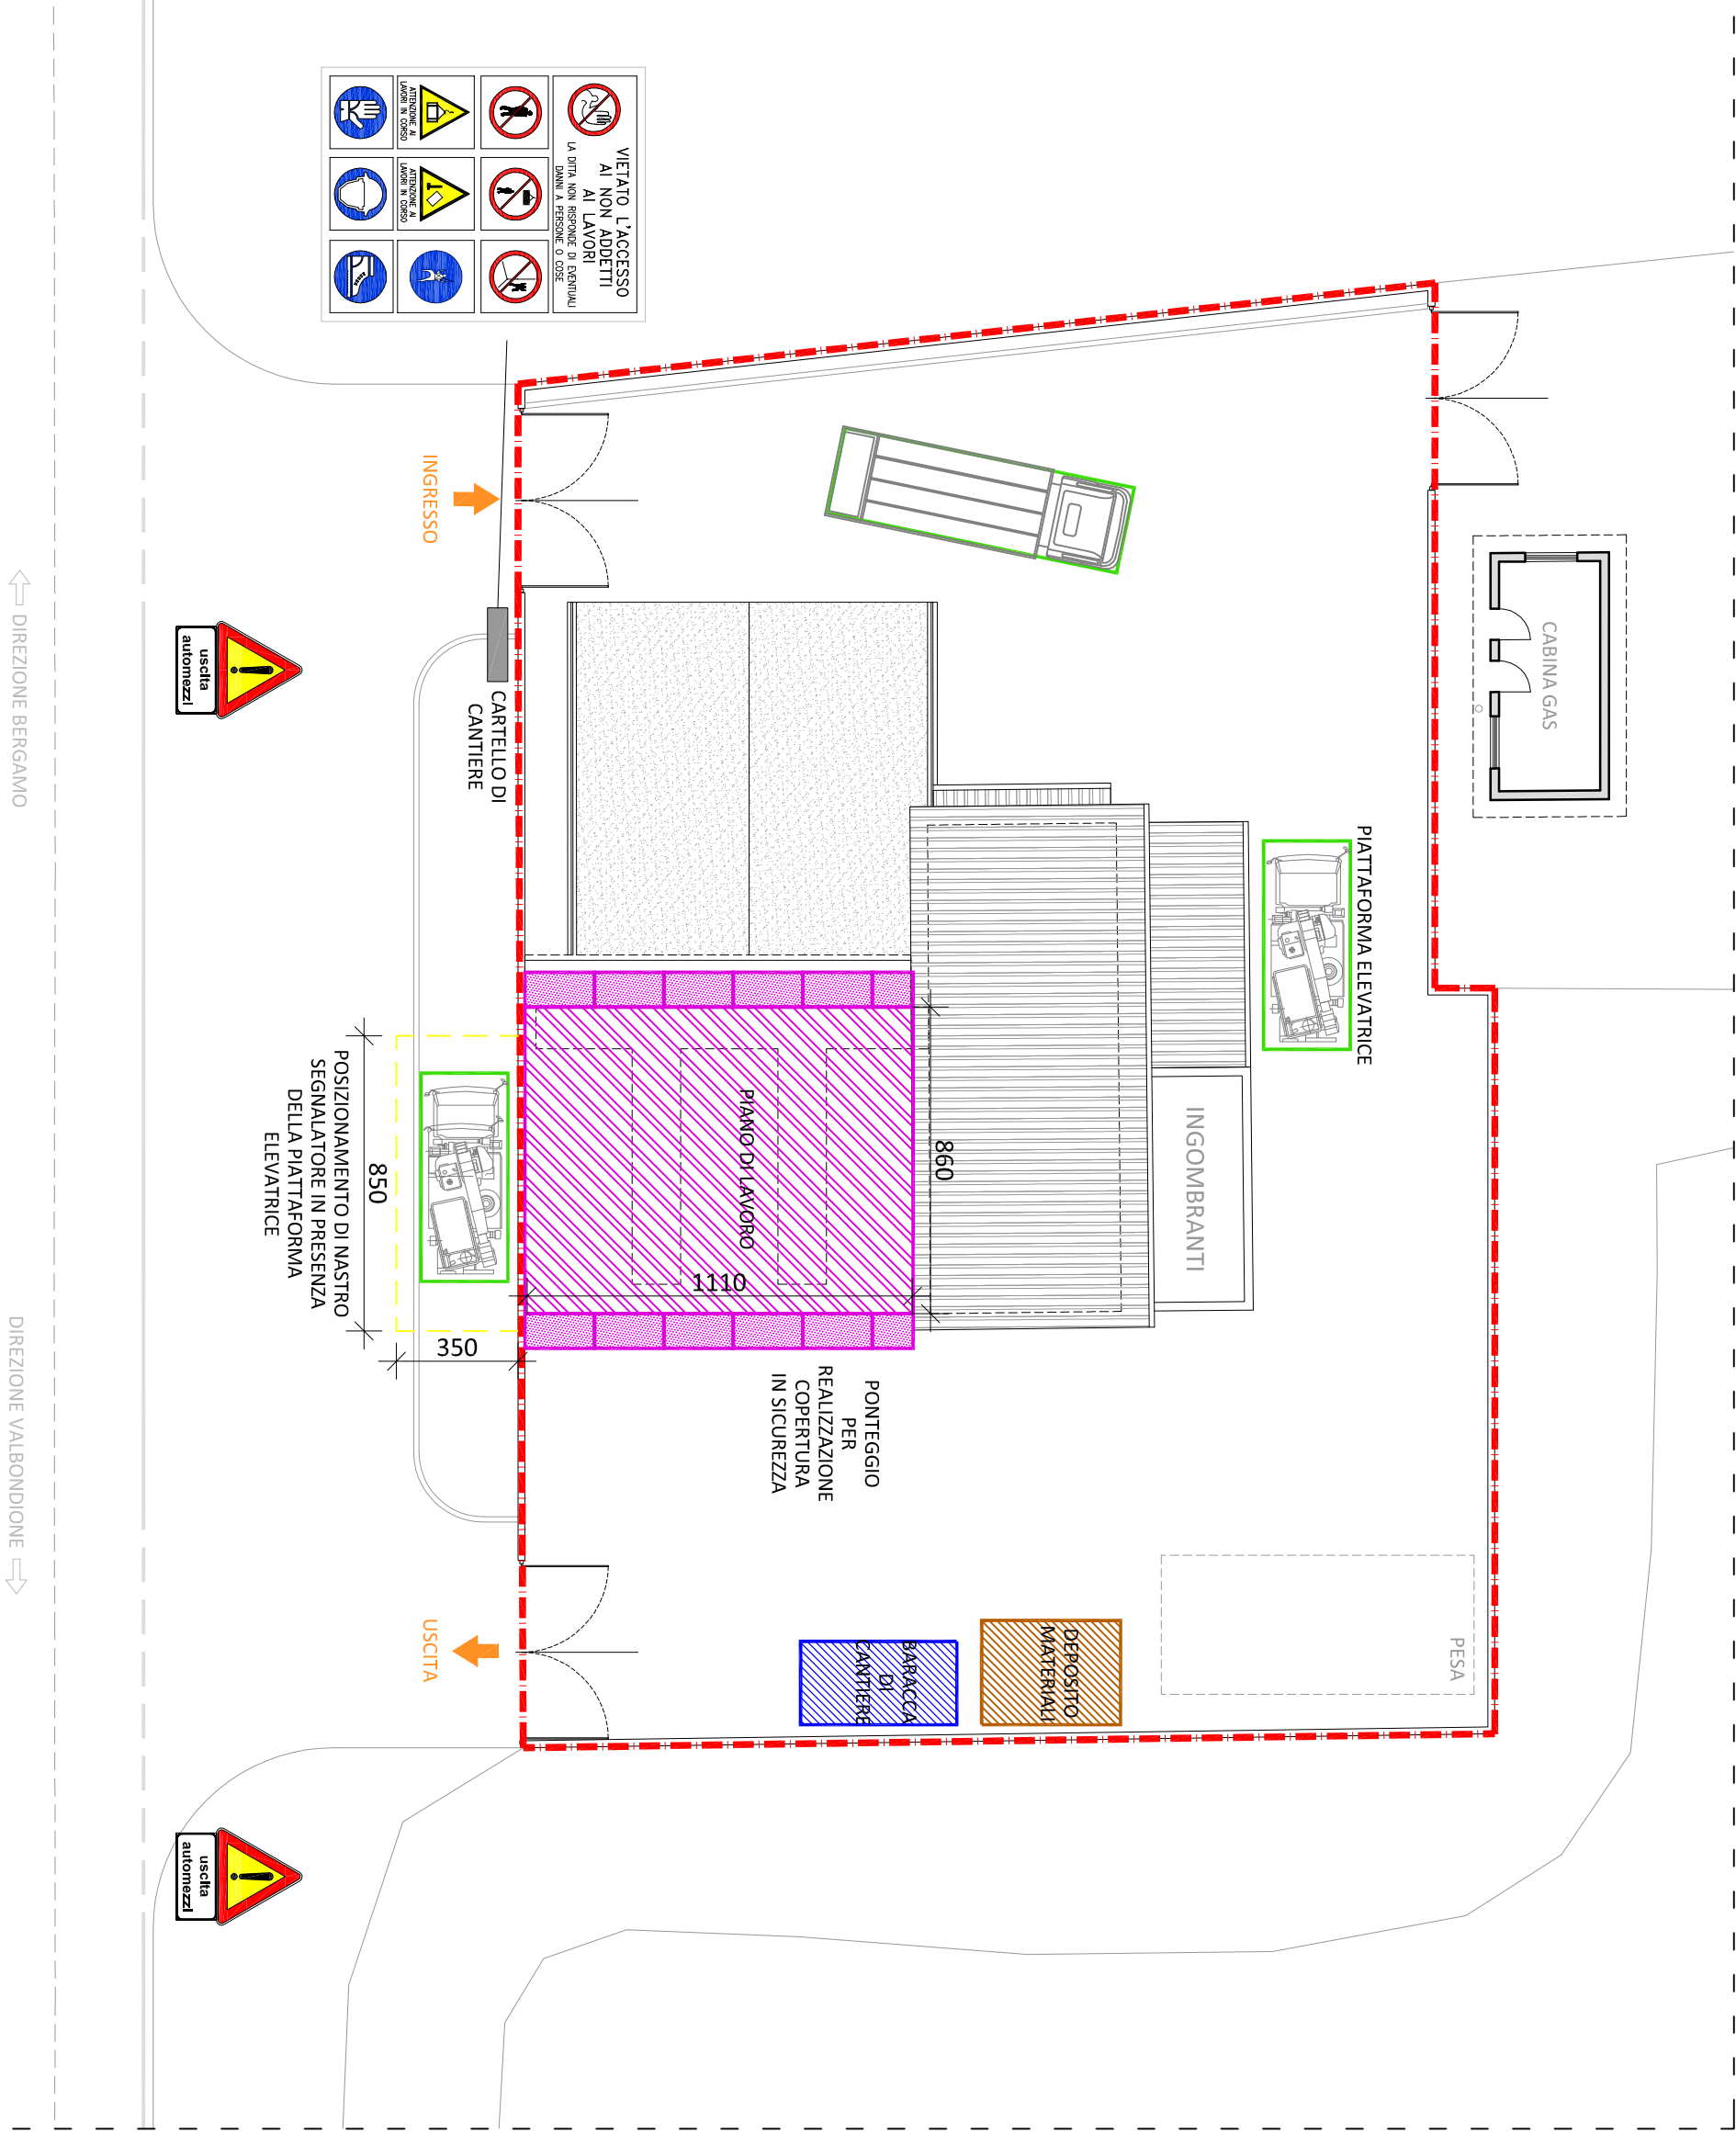 VIETATO L'ACCESSO
AI NON ADDETTI
AI LAVORI
LA DITTA NON RISPONDE DI EVENTUALI
DANNI A PERSONE O COSE
ATTENZIONE AI
LAVORI IN CORSO
ATTENZIONE AI
LAVORI IN CORSO
CABINA GAS
PIATTAFORMA ELEVATRICE
INGOMBRANTI
PESA
DEPOSITO
MATERIALI
BARACCA
DI
CANTIERE
PONTEGGIO
PER
REALIZZAZIONE
COPERTURA
IN SICUREZZA
860
PIANO DI LAVORO
1110
INGRESSO
CARTELLO DI
CANTIERE
350
850
POSIZIONAMENTO DI NASTRO
SEGNALATORE IN PRESENZA
DELLA PIATTAFORMA
ELEVATRICE
USCITA
uscita
automezzi
uscita
automezzi
DIREZIONE BERGAMO
DIREZIONE VALBONDIONE